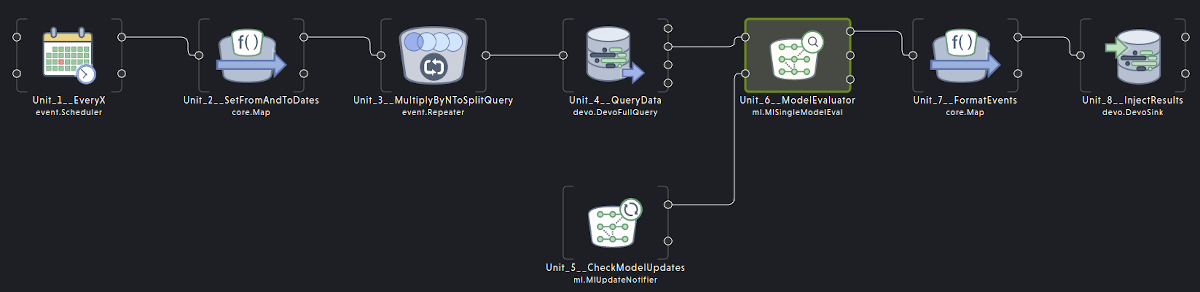 f()
Unit_1__EveryX
event.Scheduler
f()
Unit_2__SetFromAndToDates
core.Map
Unit_3__MultiplyByNToSplitQuery
event.Repeater
Unit_4__QueryData
devo.DevoFullQuery
Unit_6__ModelEvaluator
ml.MlSingleModelEval
Unit_7__FormatEvents
core.Map
Unit_8__InjectResults
devo.DevoSink
Unit_5__CheckModelUpdates
ml.MlUpdateNotifier